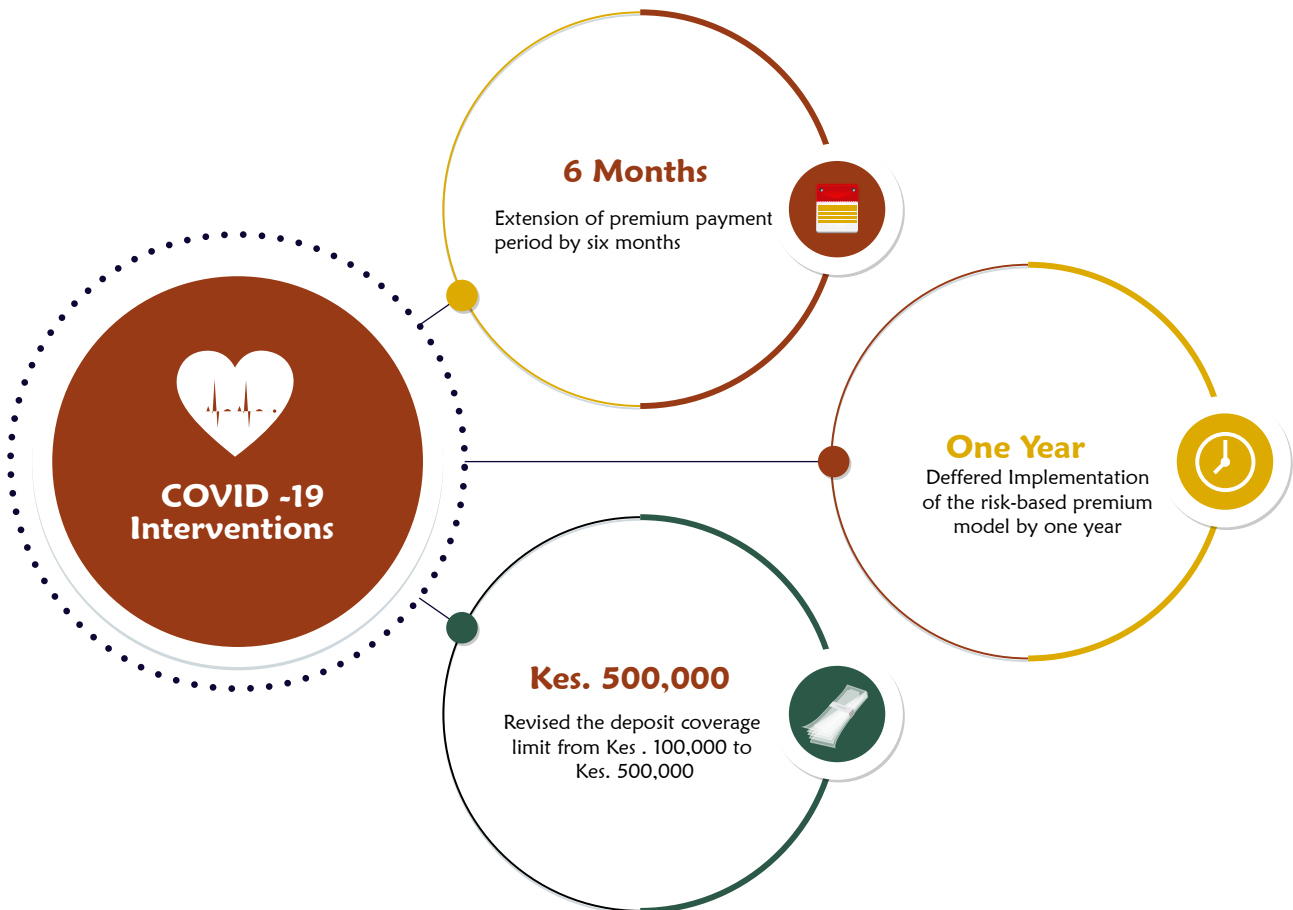 COVID -19
Interventions
6 Months
Extension of premium payment
period by six months
One Year
Deffered Implementation
of the risk-based premium
model by one year
Kes. 500,000
Revised the deposit coverage
limit from Kes . 100,000 to
Kes. 500,000